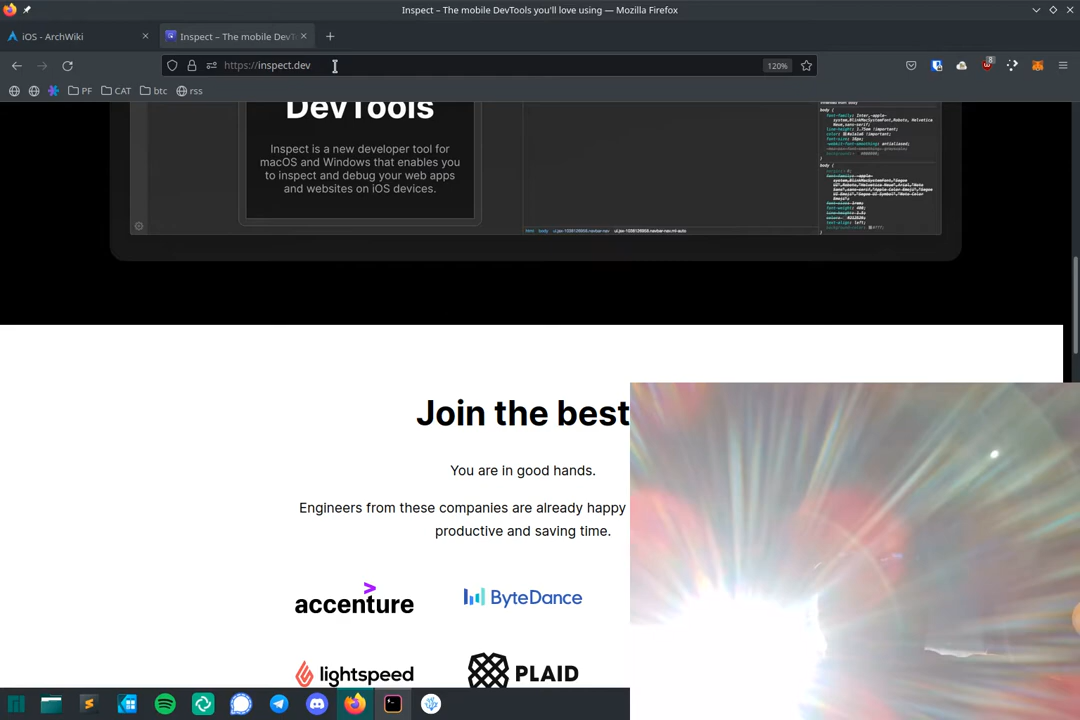 Inspect – The mobile DevTools you'll love using — Mozilla Firefox
iOS - ArchWiki
Inspect – The mobile DevT
https://inspect.dev
120%
8
PF
CAT
btc
rss
DevTools
Inspect is a new developer tool for
macOS and Windows that enables you
to inspect and debug your web apps
and websites on iOS devices.
Join the best
You are in good hands.
Engineers from these companies are already happy
productive and saving time.
accenture
ByteDance
lightspeed
PLAID